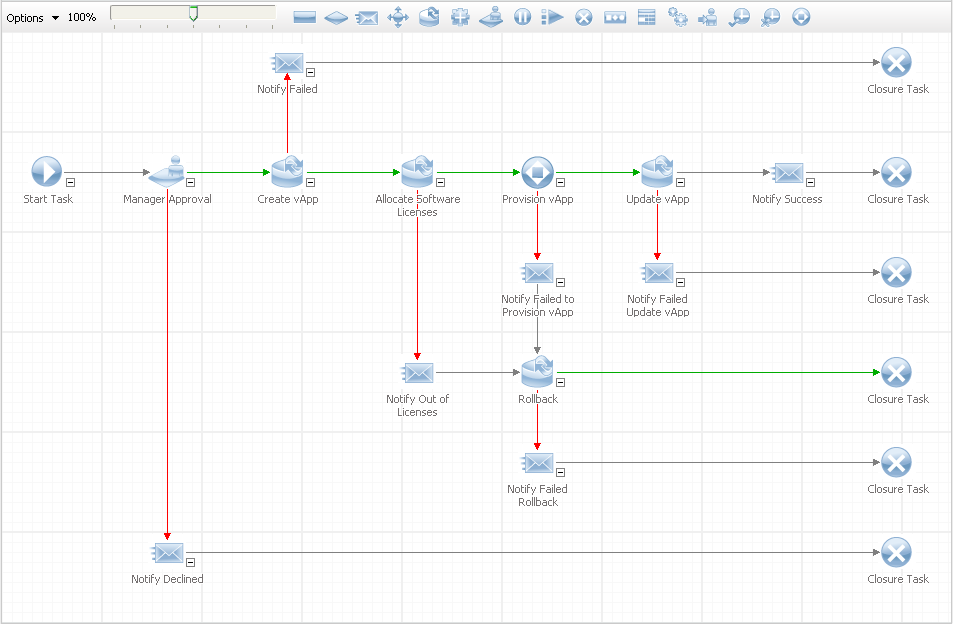 Options 100%
Notify Failed
Closure Task
Start Task
Manager Approval
Create vApp
Allocate Software
Licenses
Provision vApp
Update vApp
Notify Success
Closure Task
Notify Failed to
Provision vApp
Notify Failed
Update vApp
Closure Task
Notify Out of
Licenses
Rollback
Closure Task
Notify Failed
Rollback
Closure Task
Notify Declined
Closure Task